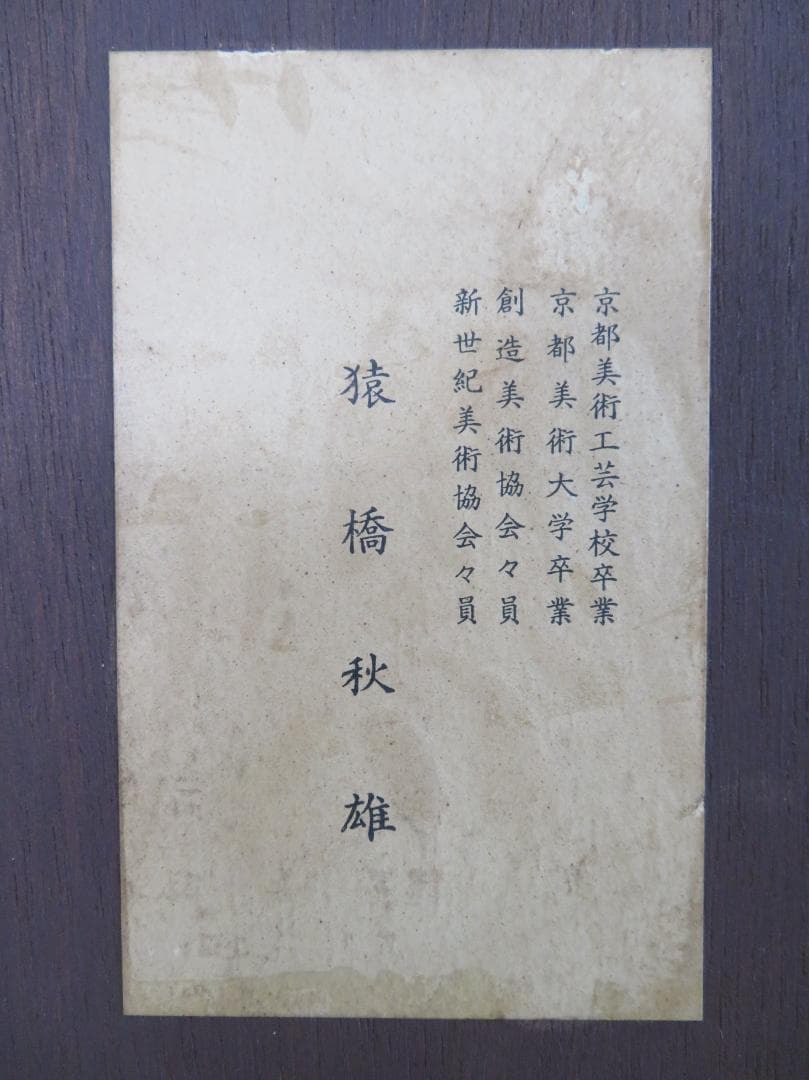 京都美術工芸学校卒業
京都美術大学卒業
創造美術協会々員
新世紀美術協会々員
猿橋秋雄